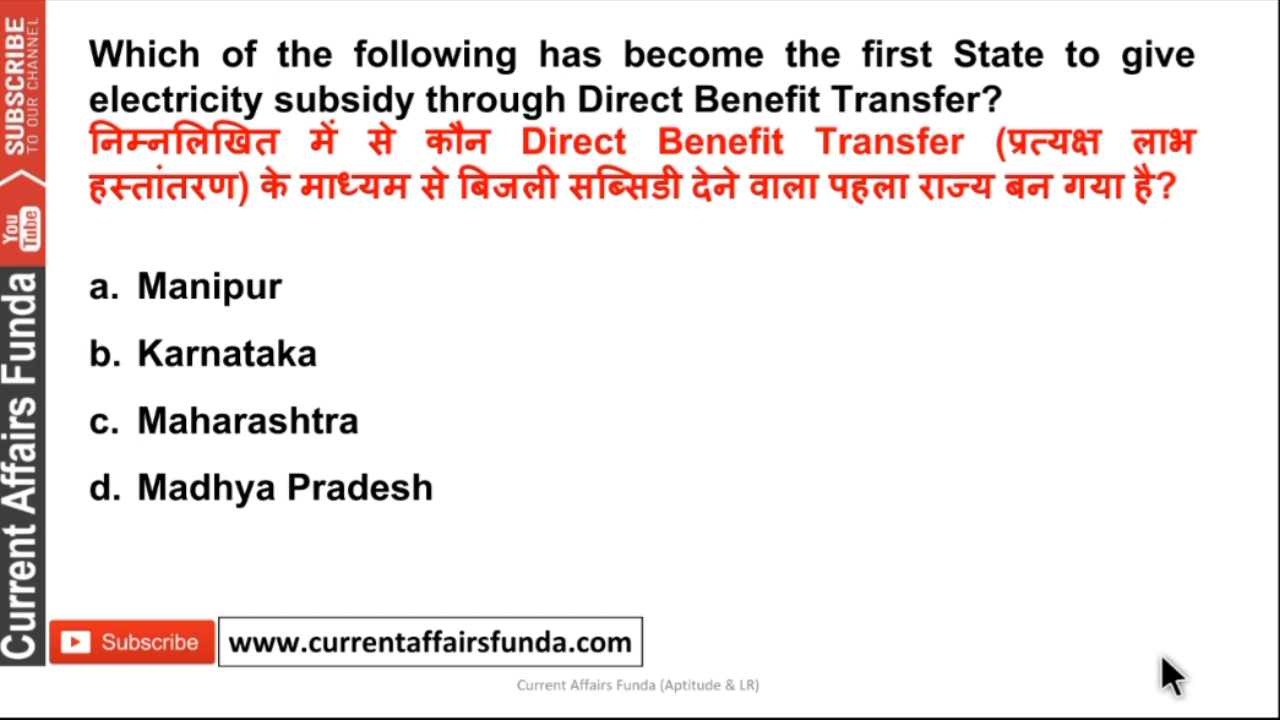 SUBSCRIBE
TO OUR CHANNEL
You
Tube
Current Affairs Funda
Which of the following has become the first State to give
electricity subsidy through Direct Benefit Transfer?
निम्नलिखित में से कौन Direct Benefit Transfer (प्रत्यक्ष लाभ
हस्तांतरण) के माध्यम से बिजली सब्सिडी देने वाला पहला राज्य बन गया है?
a. Manipur
b. Karnataka
c. Maharashtra
d. Madhya Pradesh
Subscribe
www.currentaffairsfunda.com
Current Affairs Funda (Aptitude & LR)